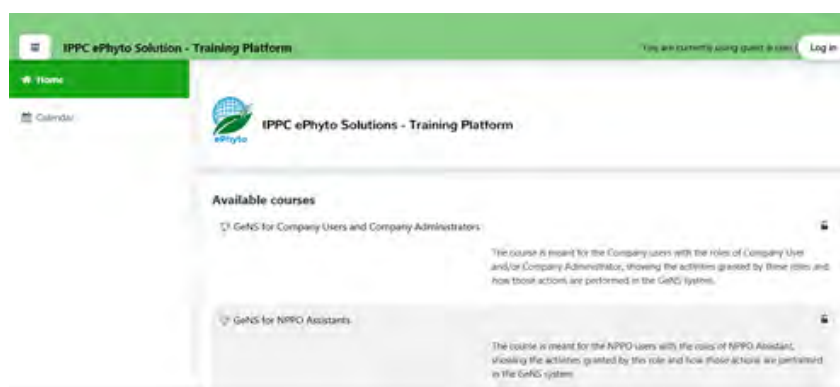 IPPC ePhyto Solution - Training Platform
You are currently using guest access (
Log in
Home
Calendar
ePhyto
IPPC ePhyto Solutions - Training Platform
Available courses
GeNS for Company Users and Company Administrators
The course is meant for the Company users with the roles of Company User
and/or Company Administrator, showing the activities granted by these roles and
how those actions are performed in the GeNS system.
GeNS for NPPO Assistants
The course is meant for the NPPO users with the roles of NPPO Assistant,
showing the activities granted by this role and how those actions are performed
in the GeNS system